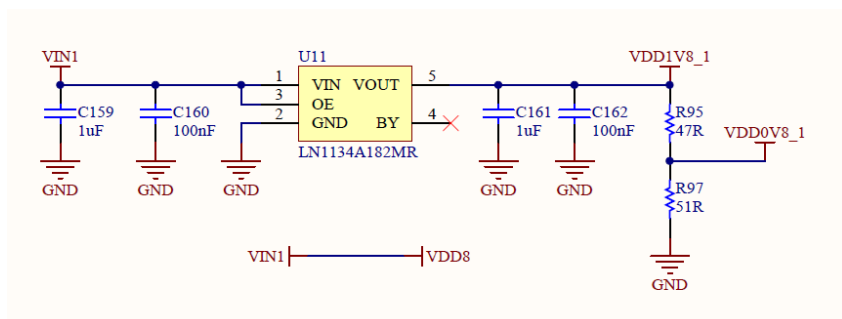 VIN1
U11
VDD1V8_1
1
VIN
VOUT
5
3
OE
2
GND
BY
4
C159
1uF
C160
100nF
C161
1uF
C162
100nF
R95
47R
VDD0V8_1
LN1134A182MR
GND
GND
GND
GND
GND
R97
51R
VIN1
VDD8
GND